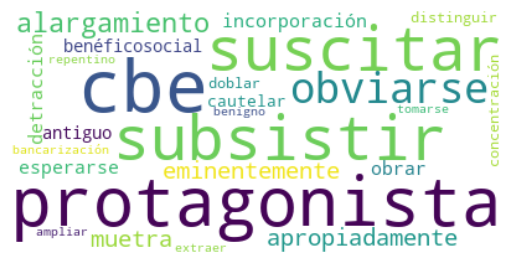 alargamiento incorporación distinguir
benéficosocial suscitar
repentino
detracción cbe doblar obviarse
cautelar
benigno tomarse
concentración
antiguo subsistir
bancarización
esperarse eminentemente obrar
protagonista
ampliar muetra apropiadamente
extraer